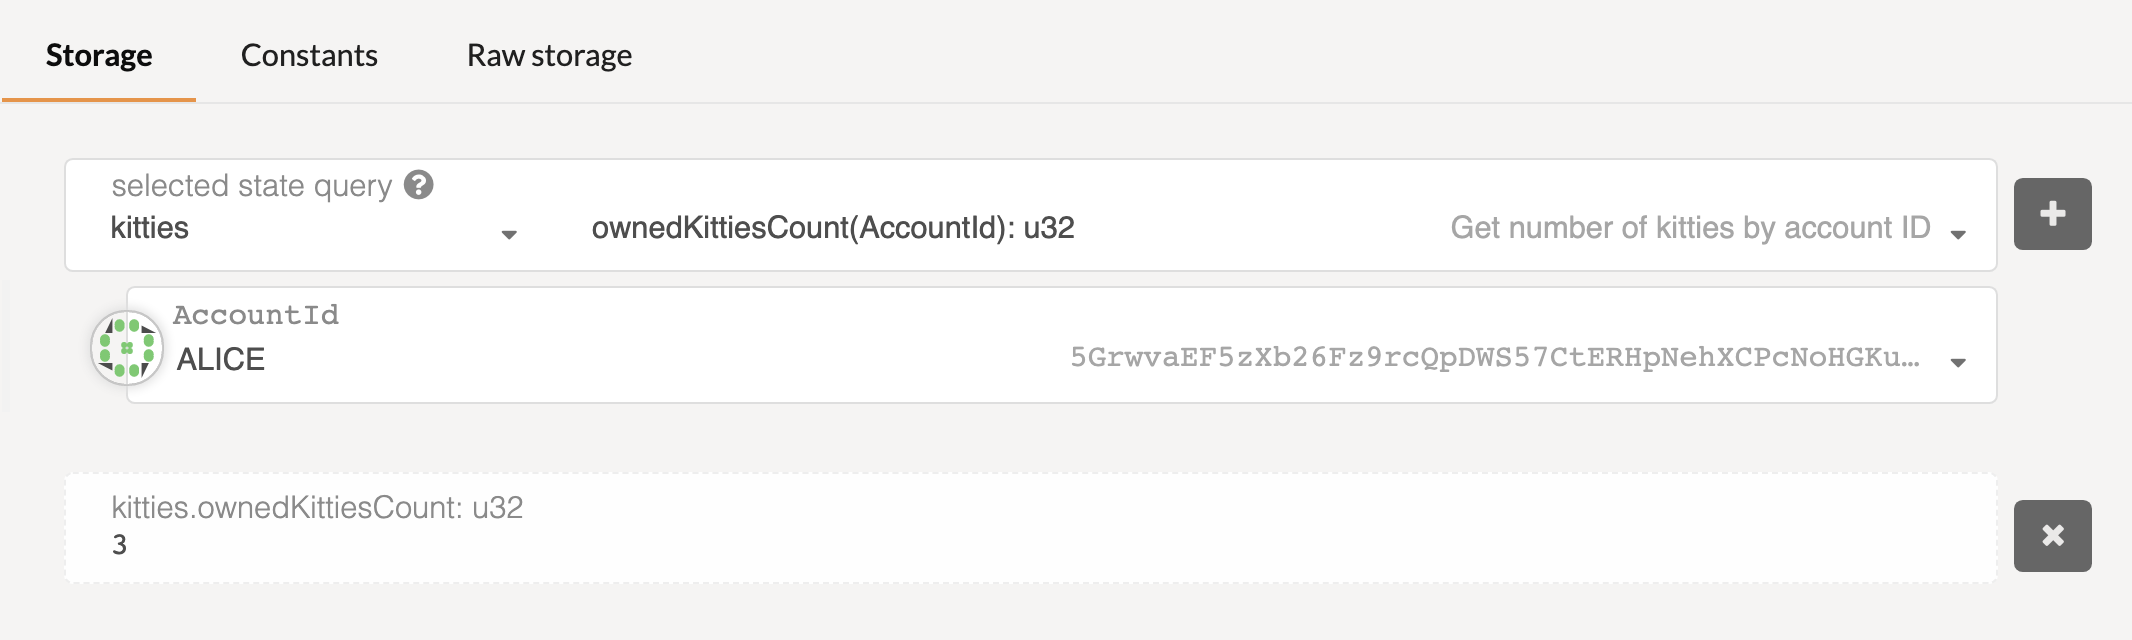 Storage Constants Raw storage
selected state query ?
kitties ownedKittiesCount(AccountId): u32 Get number of kitties by account ID
AccountId
ALICE 5GrwvaEF5zXb26Fz9rcQpDWS57CtERHpNehXCPcNoHGKu…
kitties.ownedKittiesCount: u32
3